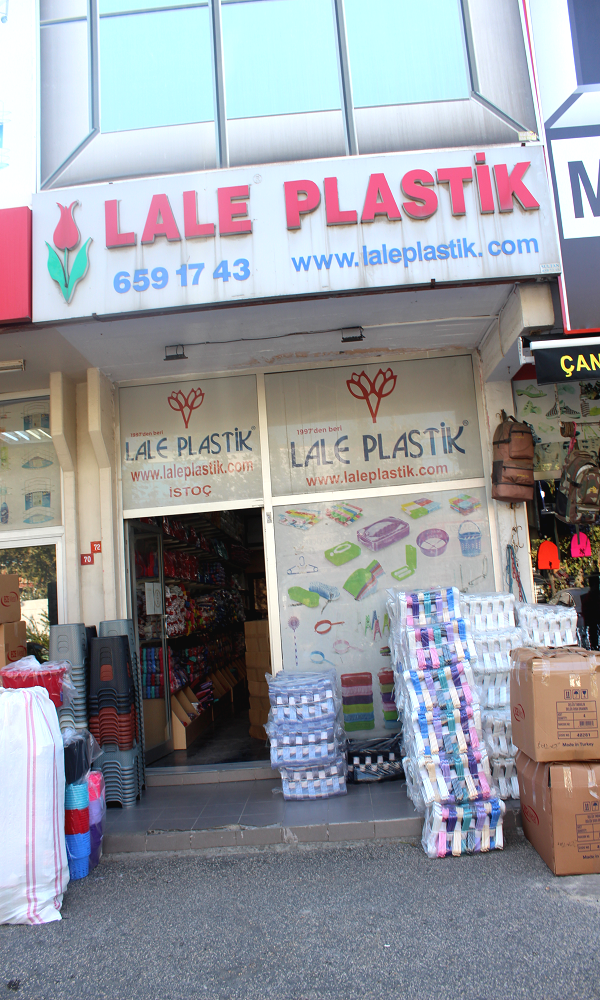 LALE PLASTİK
659 17 43 www.laleplastik.com
M
ÇAN
1997'den beri
LALE PLASTİK®
www.laleplastik.com
İSTOÇ
1997'den beri
LALE PLASTİK®
www.laleplastik.com
72
70
Made in Turkey